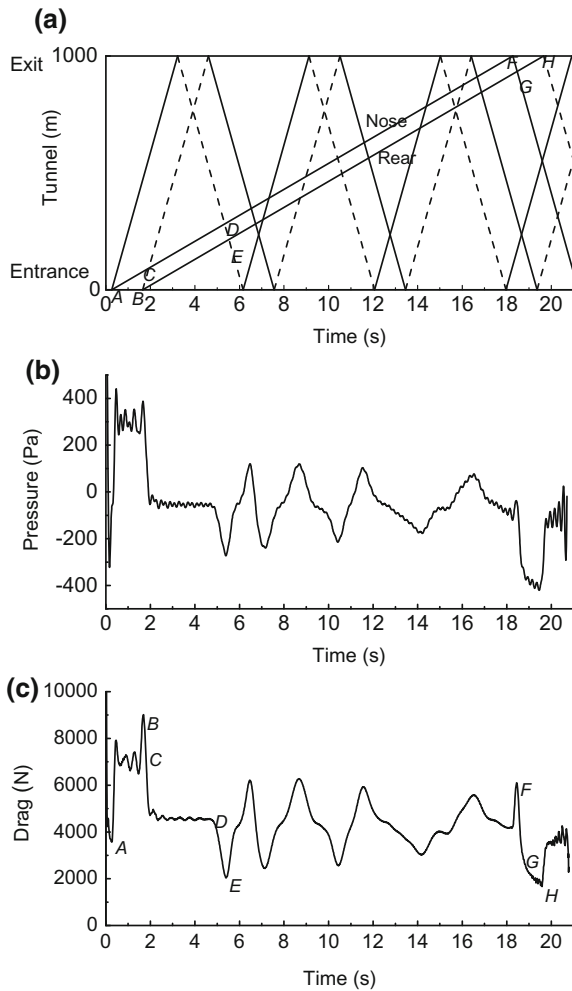 (a)
Exit
1000
F
H
G
Nose
Rear
Tunnel (m)
D
E
C
Entrance
0
A
B
0 2 4 6 8 10 12 14 16 18 20
Time (s)
(b)
400
200
0
-200
-400
Pressure (Pa)
0 2 4 6 8 10 12 14 16 18 20
Time (s)
(c)
10000
8000
6000
4000
2000
0
Drag (N)
B
C
A
D
E
F
G
H
0 2 4 6 8 10 12 14 16 18 20
Time (s)